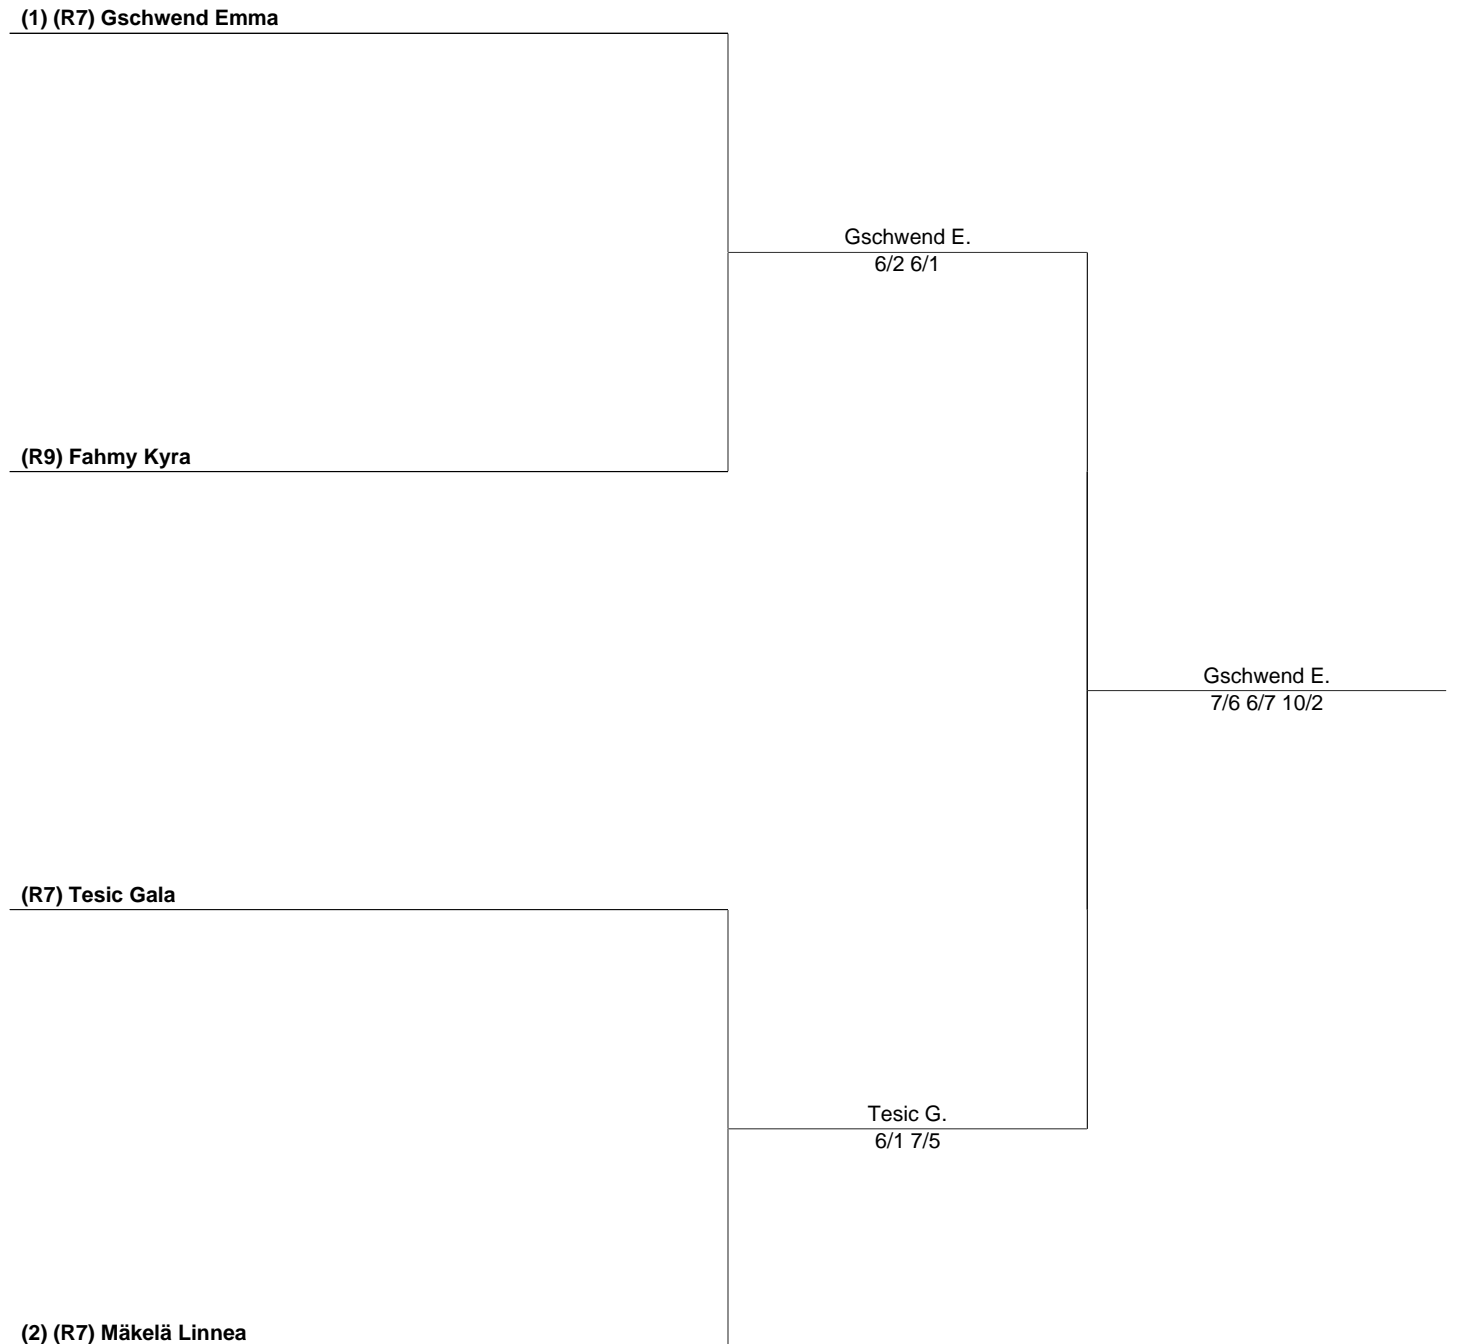 (1) (R7) Gschwend Emma
Gschwend E.
6/2 6/1
(R9) Fahmy Kyra
Gschwend E.
7/6 6/7 10/2
(R7) Tesic Gala
Tesic G.
6/1 7/5
(2) (R7) Mäkelä Linnea